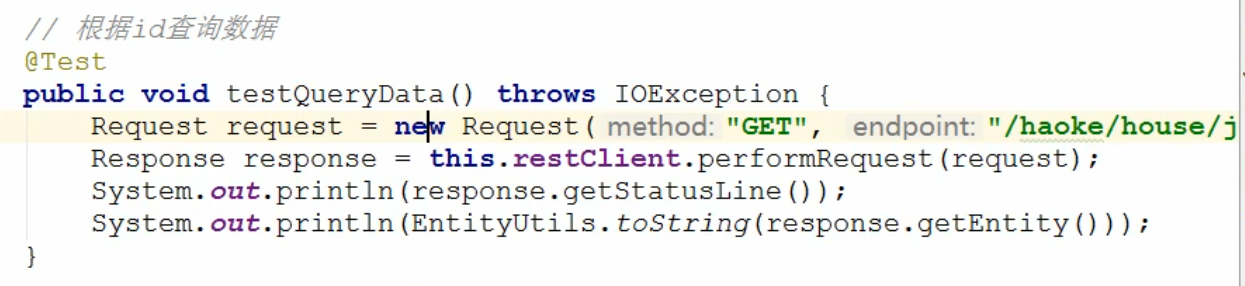 // 根据id查询数据
@Test
public void testQueryData() throws IOException {
Request request = new Request( method: "GET", endpoint: "/haoke/house/j
Response response = this.restClient.performRequest(request);
System.out.println(response.getStatusLine());
System.out.println(EntityUtils.toString(response.getEntity()));
}